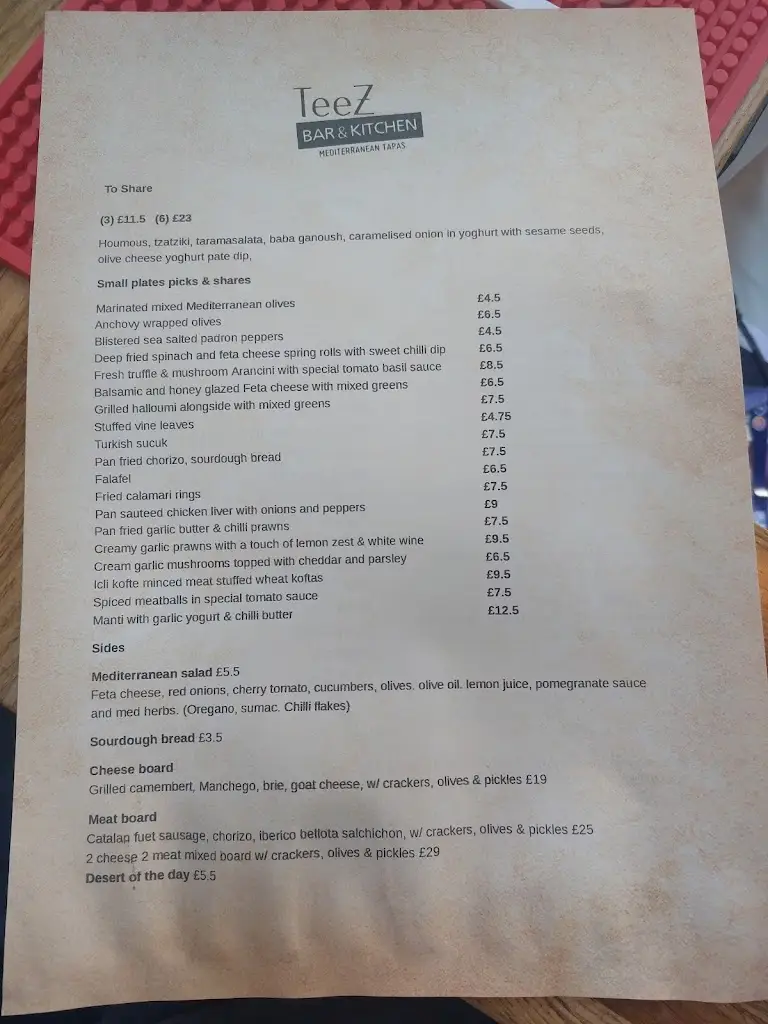 TeeZ
BAR & KITCHEN
MEDITERRANEAN TAPAS
To Share
(3) £11.5 (6) £23
Houmous, tzatziki, taramasalata, baba ganoush, caramelised onion in yoghurt with sesame seeds,
olive cheese yoghurt pate dip,
Small plates picks & shares
Marinated mixed Mediterranean olives £4.5
Anchovy wrapped olives £6.5
Blistered sea salted padron peppers £4.5
Deep fried spinach and feta cheese spring rolls with sweet chilli dip £6.5
Fresh truffle & mushroom Arancini with special tomato basil sauce £8.5
Balsamic and honey glazed Feta cheese with mixed greens £6.5
Grilled halloumi alongside with mixed greens £7.5
Stuffed vine leaves £4.75
Turkish sucuk £7.5
Pan fried chorizo, sourdough bread £7.5
Falafel £6.5
Fried calamari rings £7.5
Pan sauteed chicken liver with onions and peppers £9
Pan fried garlic butter & chilli prawns £7.5
Creamy garlic prawns with a touch of lemon zest & white wine £9.5
Cream garlic mushrooms topped with cheddar and parsley £6.5
Icli kofte minced meat stuffed wheat koftas £9.5
Spiced meatballs in special tomato sauce £7.5
Manti with garlic yogurt & chilli butter £12.5
Sides
Mediterranean salad £5.5
Feta cheese, red onions, cherry tomato, cucumbers, olives. olive oil. lemon juice, pomegranate sauce
and med herbs. (Oregano, sumac. Chilli flakes)
Sourdough bread £3.5
Cheese board
Grilled camembert, Manchego, brie, goat cheese, w/ crackers, olives & pickles £19
Meat board
Catalan fuet sausage, chorizo, iberico bellota salchichon, w/ crackers, olives & pickles £25
2 cheese 2 meat mixed board w/ crackers, olives & pickles £29
Desert of the day £5.5